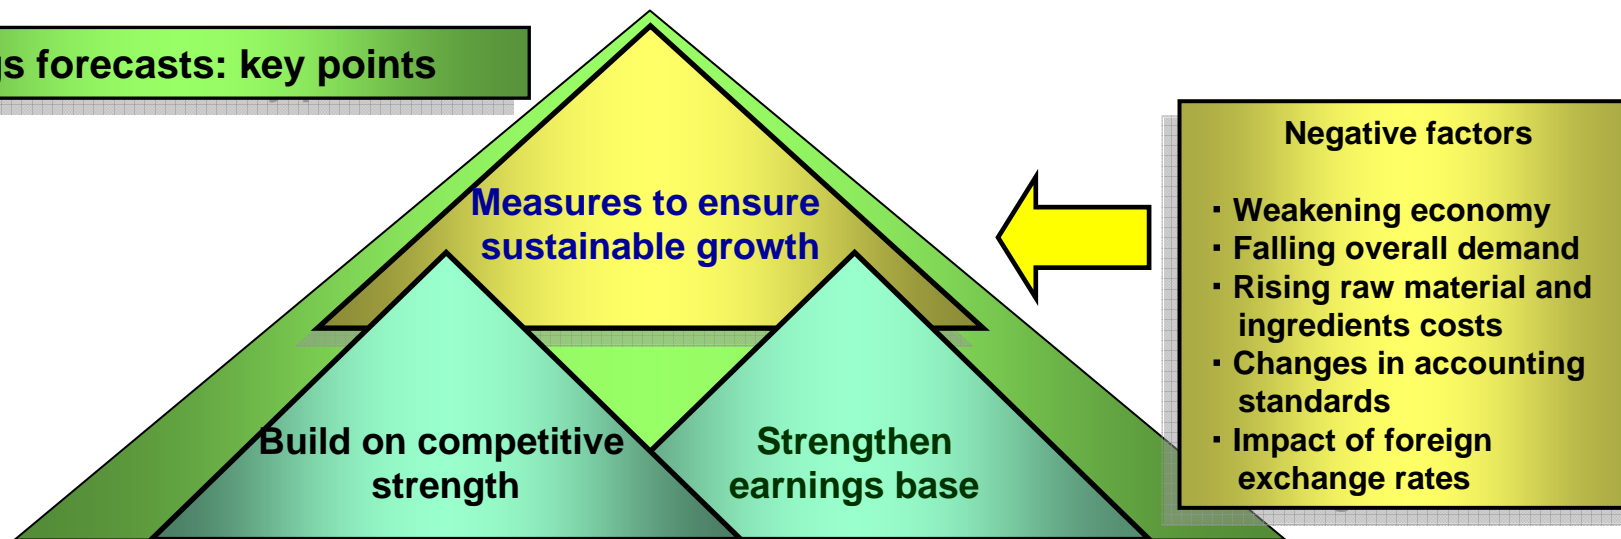 gs forecasts: key points
Measures to ensure
sustainable growth
Build on competitive
strength
Strengthen
earnings base
Negative factors
・Weakening economy
・Falling overall demand
・Rising raw material and
ingredients costs
・Changes in accounting
standards
・Impact of foreign
exchange rates